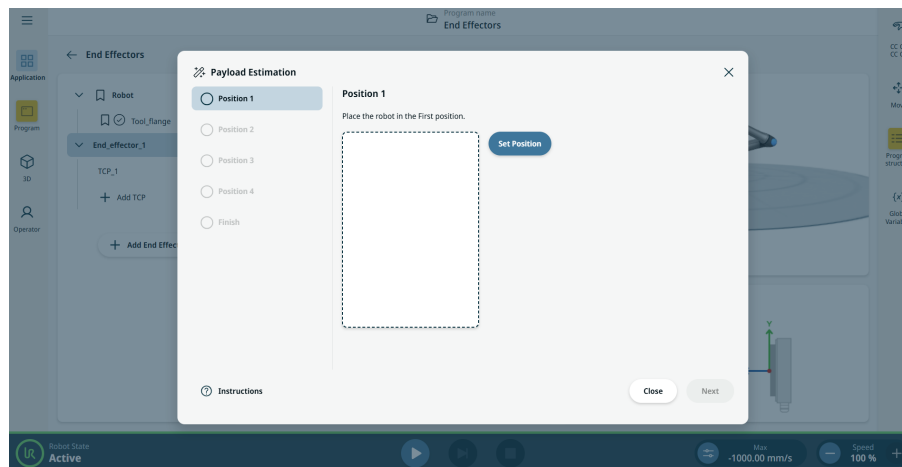 Program name
End Effectors
End Effectors
Application
Program
3D
Operator
Robot
Tool_flange
End_effector_1
TCP_1
Add TCP
Add End Effec
Payload Estimation
Position 1
Position 2
Position 3
Position 4
Finish
Position 1
Place the robot in the First position.
Set Position
Instructions
Close
Next
Y
Mov
Progr
struct
Glob
Varia
Robot State
Active
Max
-1000.00 mm/s
Speed
100 %